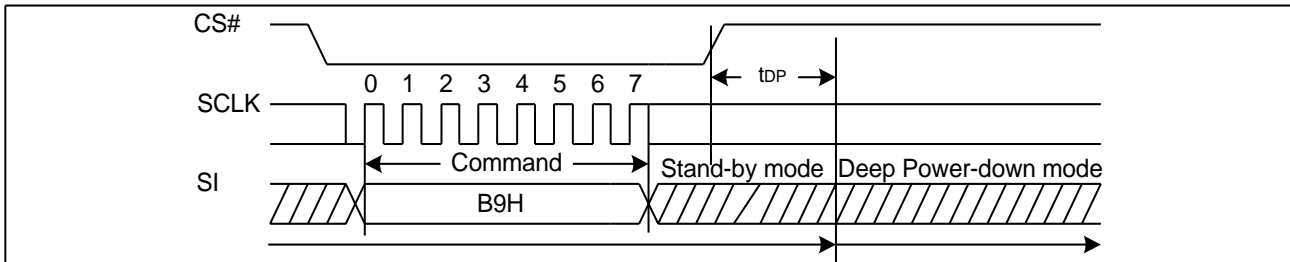 CS#
tDP
0 1 2 3 4 5 6 7
SCLK
Command
Stand-by mode Deep Power-down mode
SI
B9H